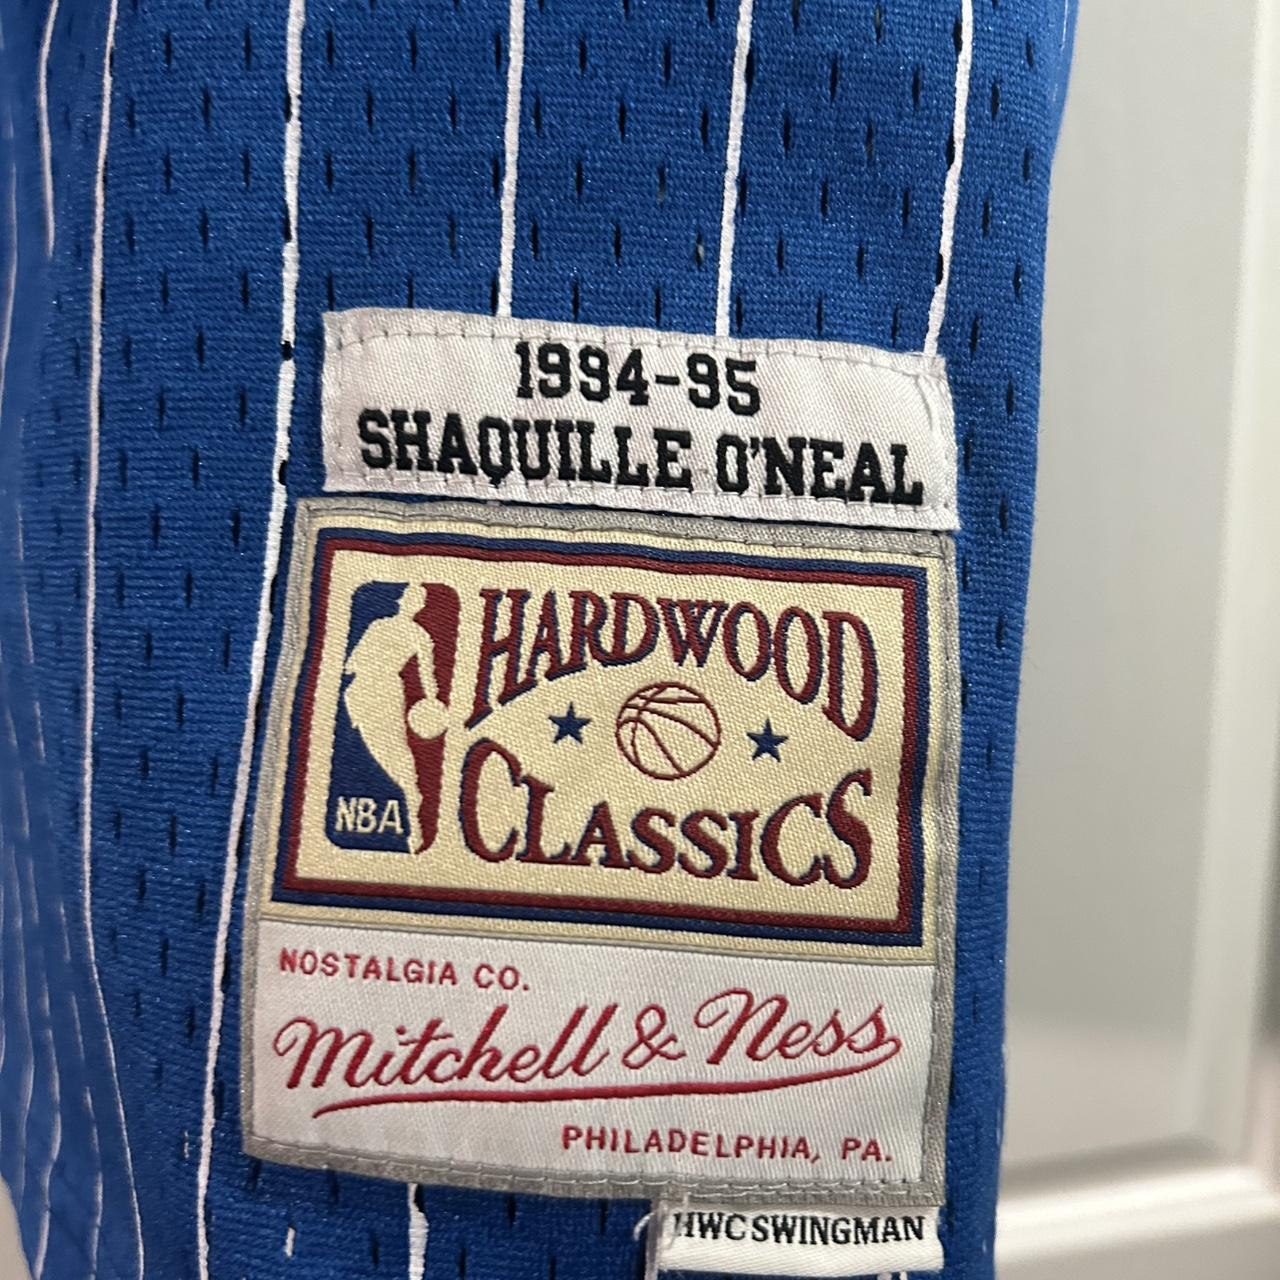 1994-95
SHAQUILLE O'NEAL
HARDWOOD
CLASSICS
NBA
NOSTALGIA CO.
Mitchell & Ness
PHILADELPHIA, PA.
HWC SWINGMAN